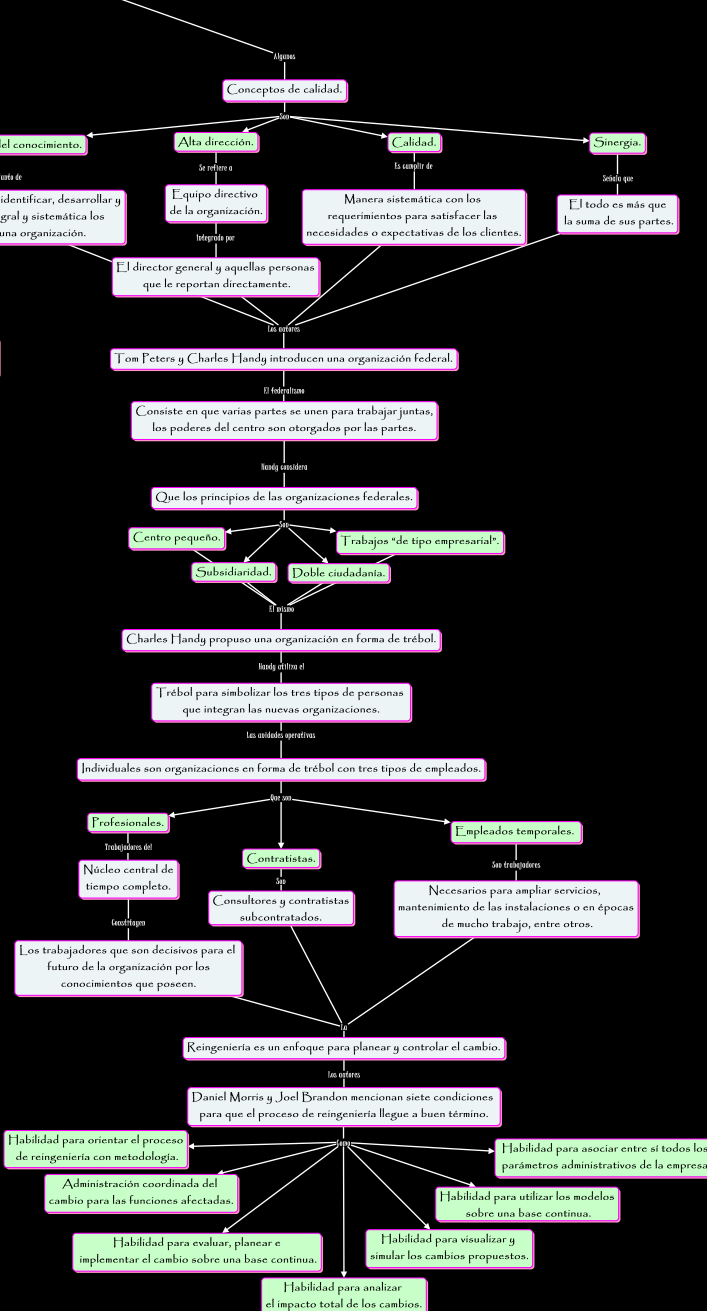 Algunos
Conceptos de calidad.
Son
del conocimiento.
Alta dirección.
Calidad.
Sinergia.
Se refiere a
Es cumplir de
Señala que
identificar, desarrollar y
gral y sistemática los
una organización.
Equipo directivo
de la organización.
Manera sistemática con los
requerimientos para satisfacer las
necesidades o expectativas de los clientes.
El todo es más que
la suma de sus partes.
Integrado por
El director general y aquellas personas
que le reportan directamente.
Los autores
Tom Peters y Charles Handy introducen una organización federal.
El federalismo
Consiste en que varias partes se unen para trabajar juntas,
los poderes del centro son otorgados por las partes.
Handy considera
Que los principios de las organizaciones federales.
Son
Centro pequeño.
Trabajos "de tipo empresarial".
Subsidiaridad.
Doble ciudadanía.
El mismo
Charles Handy propuso una organización en forma de trébol.
Handy utiliza el
Trébol para simbolizar los tres tipos de personas
que integran las nuevas organizaciones.
Las unidades operativas
Individuales son organizaciones en forma de trébol con tres tipos de empleados.
Que son
Profesionales.
Contratistas.
Empleados temporales.
Trabajadores del
Son
Son trabajadores
Núcleo central de
tiempo completo.
Consultores y contratistas
subcontratados.
Necesarios para ampliar servicios,
mantenimiento de las instalaciones o en épocas
de mucho trabajo, entre otros.
Constituyen
Los trabajadores que son decisivos para el
futuro de la organización por los
conocimientos que poseen.
La
Reingeniería es un enfoque para planear y controlar el cambio.
Los autores
Daniel Morris y Joel Brandon mencionan siete condiciones
para que el proceso de reingeniería llegue a buen término.
Como
Habilidad para orientar el proceso
de reingeniería con metodología.
Habilidad para asociar entre sí todos los
parámetros administrativos de la empresa
Administración coordinada del
cambio para las funciones afectadas.
Habilidad para utilizar los modelos
sobre una base continua.
Habilidad para evaluar, planear e
implementar el cambio sobre una base continua.
Habilidad para visualizar y
simular los cambios propuestos.
Habilidad para analizar
el impacto total de los cambios.